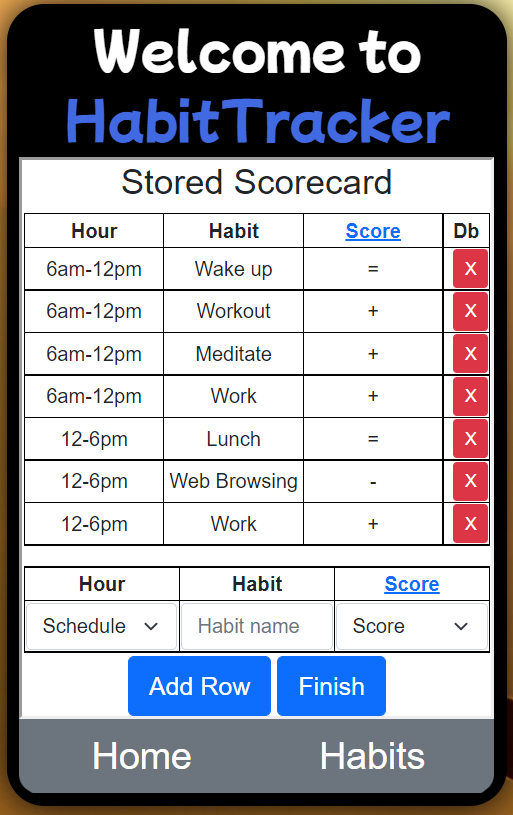 Welcome to
HabitTracker
Stored Scorecard
Hour Habit Score Db
6am-12pm Wake up = X
6am-12pm Workout + X
6am-12pm Meditate + X
6am-12pm Work + X
12-6pm Lunch = X
12-6pm Web Browsing - X
12-6pm Work + X
Hour Habit Score
Schedule Habit name Score
Add Row Finish
Home Habits